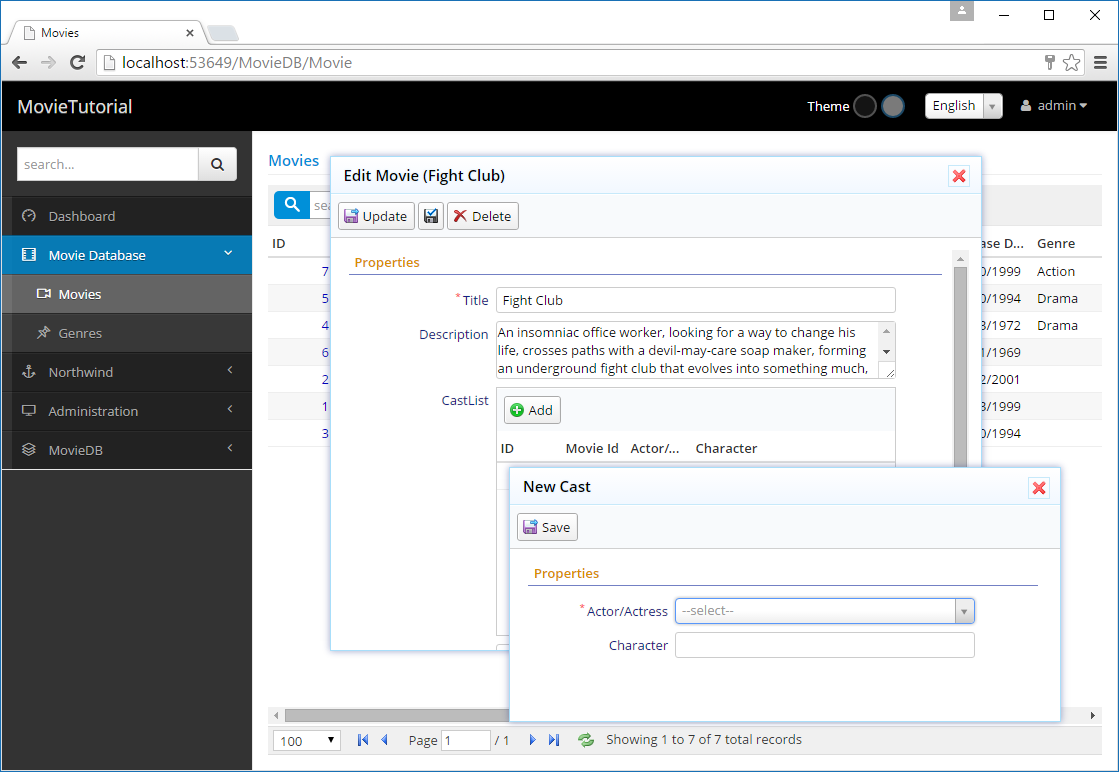 Movies
localhost:53649/MovieDB/Movie
MovieTutorial
Theme
English
admin
search...
Dashboard
Movie Database
Movies
Genres
Northwind
Administration
MovieDB
Movies
sea
ID
ase D... Genre
7 0/1999 Action
5 0/1994 Drama
4 3/1972 Drama
6 1/1969
2 2/2001
1 3/1999
3 0/1994
Edit Movie (Fight Club)
Update
Delete
Properties
* Title Fight Club
Description An insomniac office worker, looking for a way to change his
life, crosses paths with a devil-may-care soap maker, forming
an underground fight club that evolves into something much,
CastList
Add
ID Movie Id Actor/... Character
New Cast
Save
Properties
* Actor/Actress --select--
Character
100 Page 1 / 1 Showing 1 to 7 of 7 total records